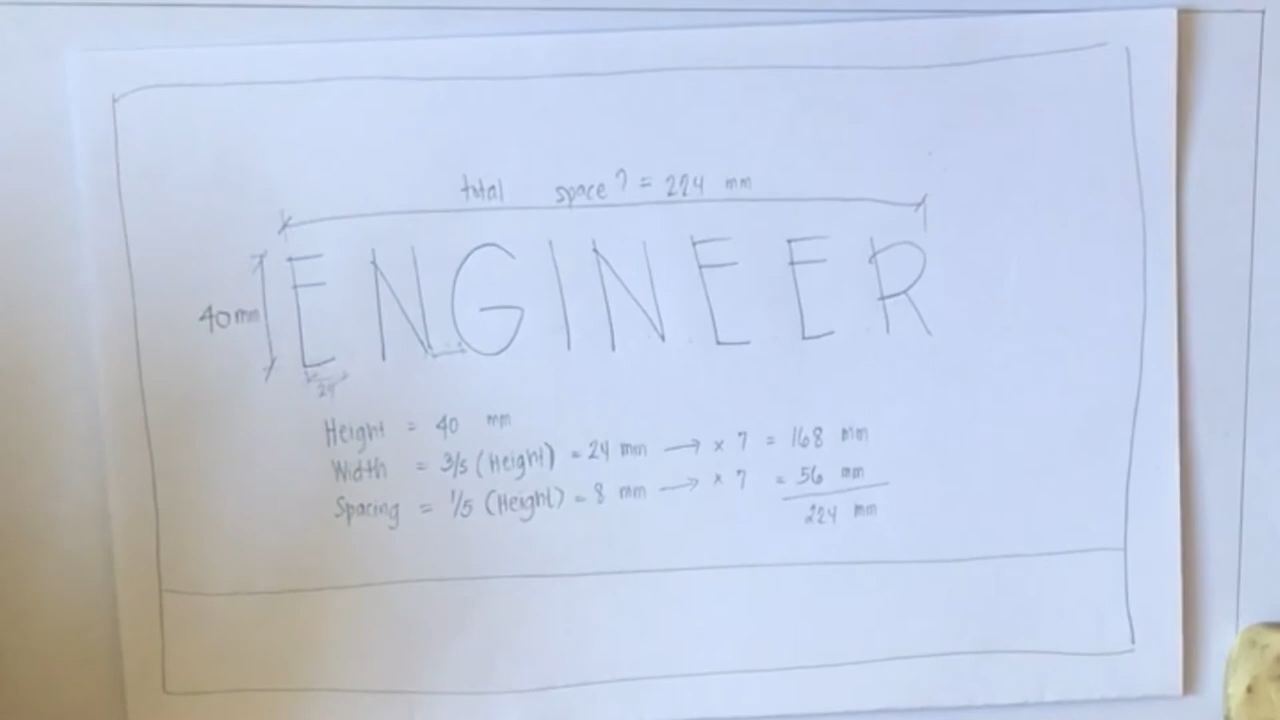 total space? = 224 mm
ENGINEER
40mm
24
Height = 40 mm
Width = 3/5 (Height) = 24 mm → x 7 = 168 mm
Spacing = 1/5 (Height) = 8 mm → x 7 = 56 mm
224 mm